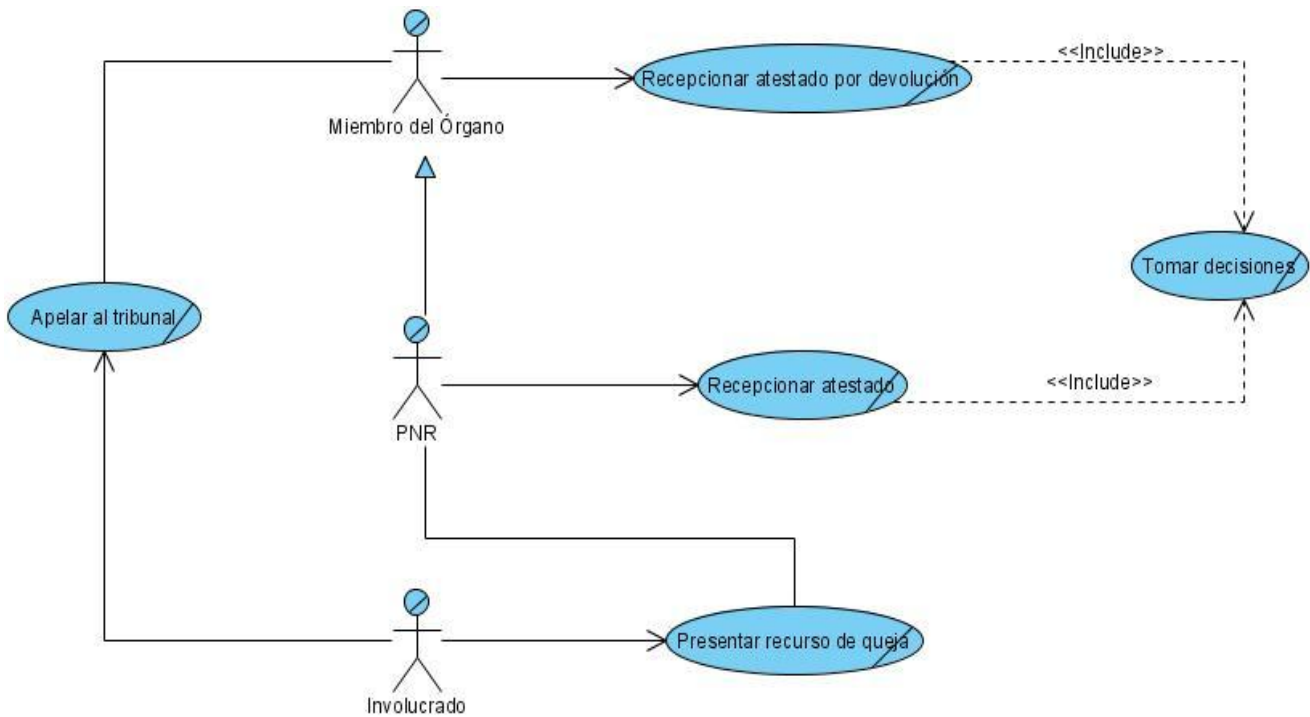 <<Include>>
Recepcionar atestado por devolución
Miembro del Órgano
Tomar decisiones
Apelar al tribunal
<<Include>>
Recepcionar atestado
PNR
Presentar recurso de queja
Involucrado